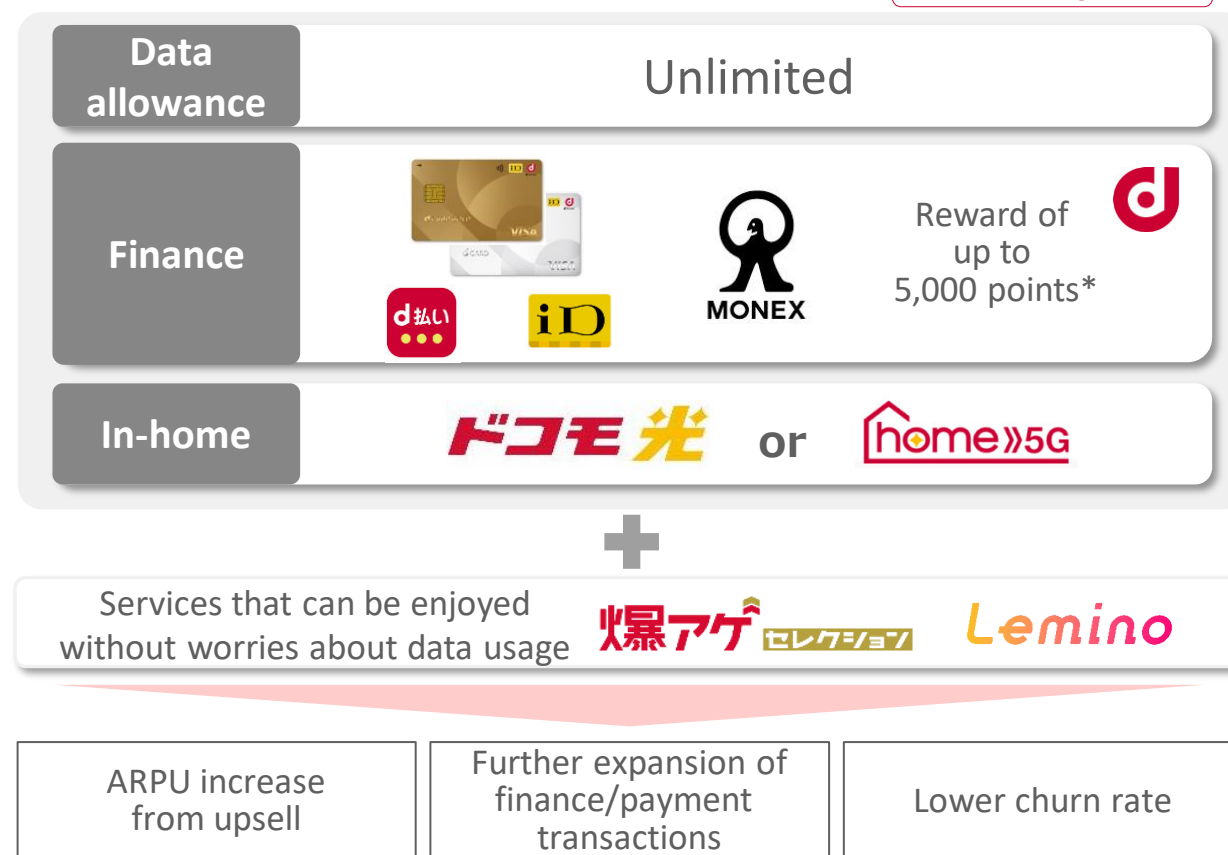 Data
allowance
Unlimited
Finance
iD d
VISA
iD d
VISA
d払い
iD
MONEX
Reward of
up to
5,000 points*
d
In-home
ドコモ光 or home»5G
Services that can be enjoyed
without worries about data usage
爆アゲ セレクション
Lemino
ARPU increase
from upsell
Further expansion of
finance/payment
transactions
Lower churn rate